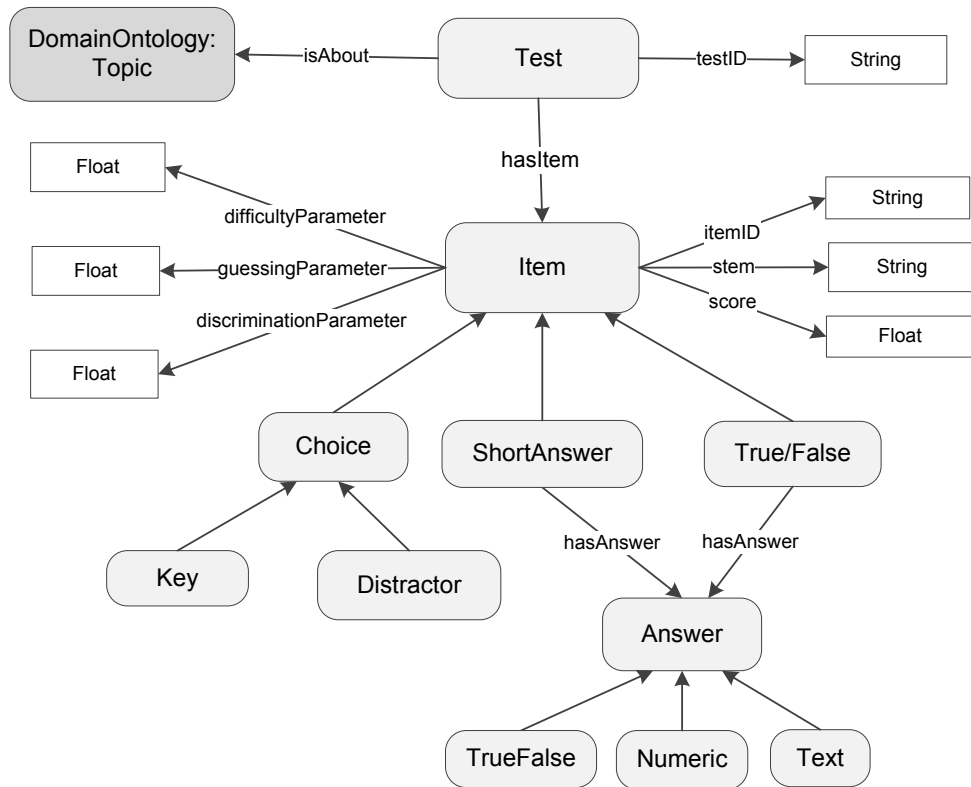 DomainOntology:
Topic
isAbout
Test
testID
String
hasItem
Float
difficultyParameter
String
itemID
Float
guessingParameter
Item
stem
String
discriminationParameter
score
Float
Float
Choice
ShortAnswer
True/False
hasAnswer
hasAnswer
Key
Distractor
Answer
TrueFalse
Numeric
Text